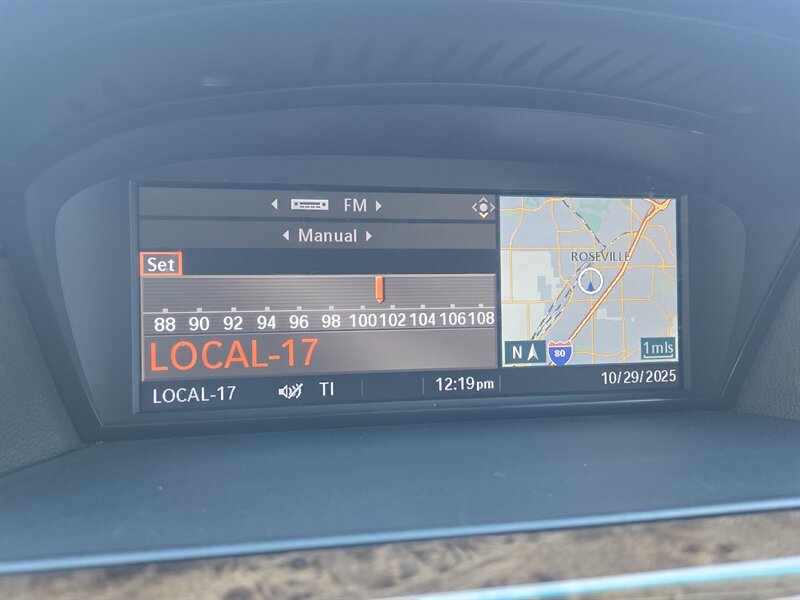 FM
Manual
Set
88 90 92 94 96 98 100 102 104 106 108
LOCAL-17
LOCAL-17 TI 12:19pm
ROSEVILLE
N 80 1mls
10/29/2025